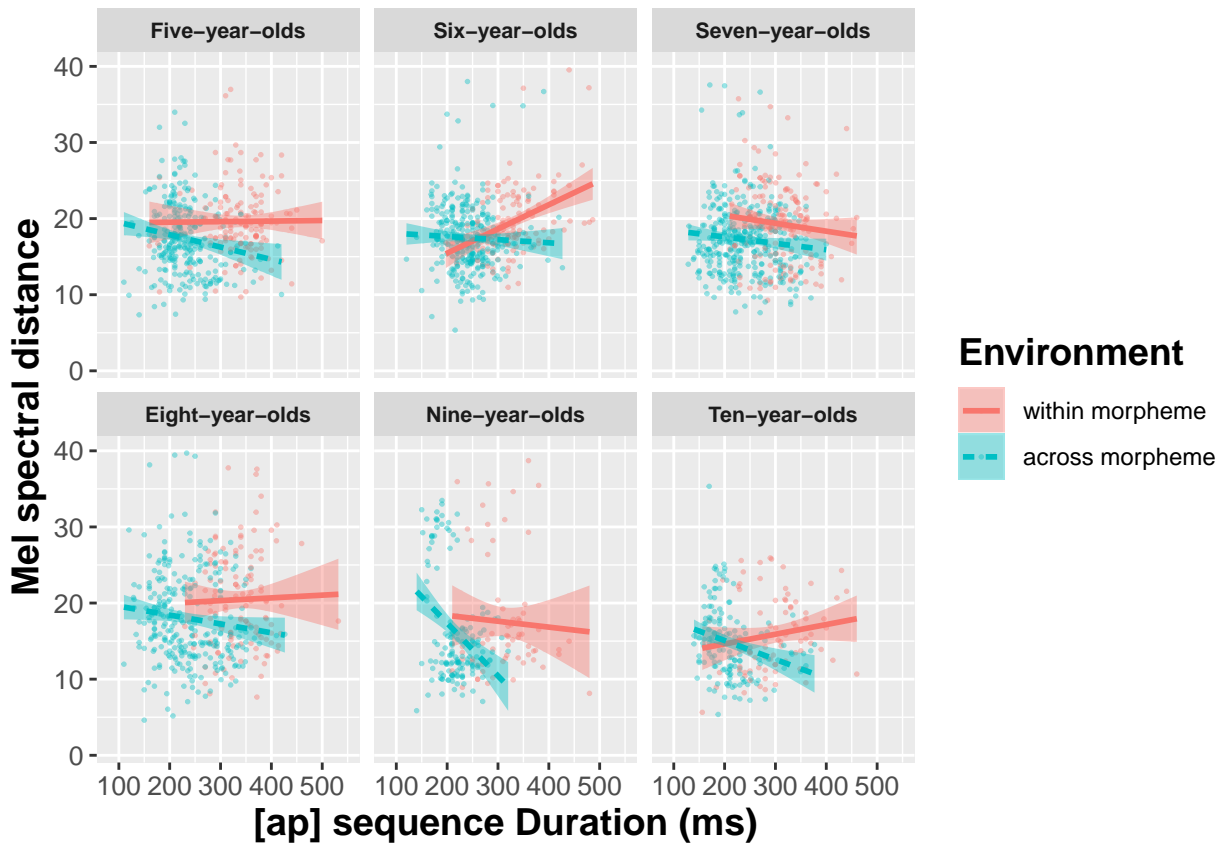 Five−year−olds Six−year−olds Seven−year−olds
40
30
20
10
0
Eight−year−olds Nine−year−olds Ten−year−olds
40
30
20
10
0
100 200 300 400 500 100 200 300 400 500 100 200 300 400 500
[ap] sequence Duration (ms)
Mel spectral distance
Environment
within morpheme
across morpheme